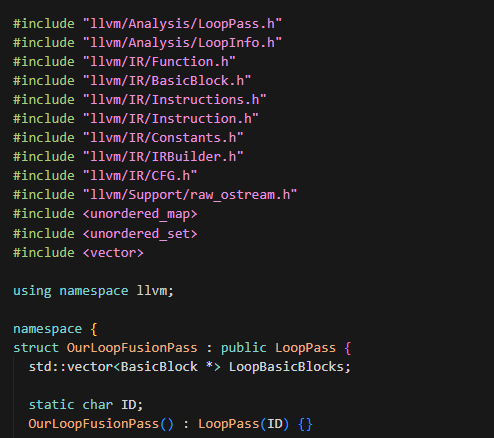 #include "llvm/Analysis/LoopPass.h"
#include "llvm/Analysis/LoopInfo.h"
#include "llvm/IR/Function.h"
#include "llvm/IR/BasicBlock.h"
#include "llvm/IR/Instructions.h"
#include "llvm/IR/Instruction.h"
#include "llvm/IR/Constants.h"
#include "llvm/IR/IRBuilder.h"
#include "llvm/IR/CFG.h"
#include "llvm/Support/raw_ostream.h"
#include <unordered_map>
#include <unordered_set>
#include <vector>

using namespace llvm;

namespace {
struct OurLoopFusionPass : public LoopPass {
  std::vector<BasicBlock *> LoopBasicBlocks;

  static char ID;
  OurLoopFusionPass() : LoopPass(ID) {}